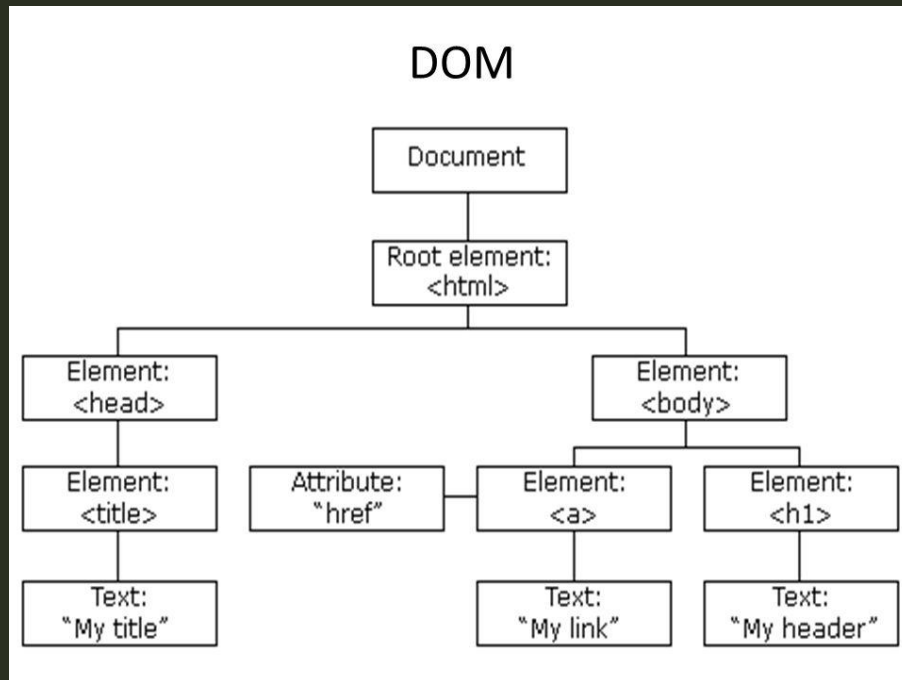 DOM
Document
Root element:
<html>
Element:
<head>
Element:
<body>
Element:
<title>
Attribute:
“href”
Element:
<a>
Element:
<h1>
Text:
“My title”
Text:
“My link”
Text:
“My header”